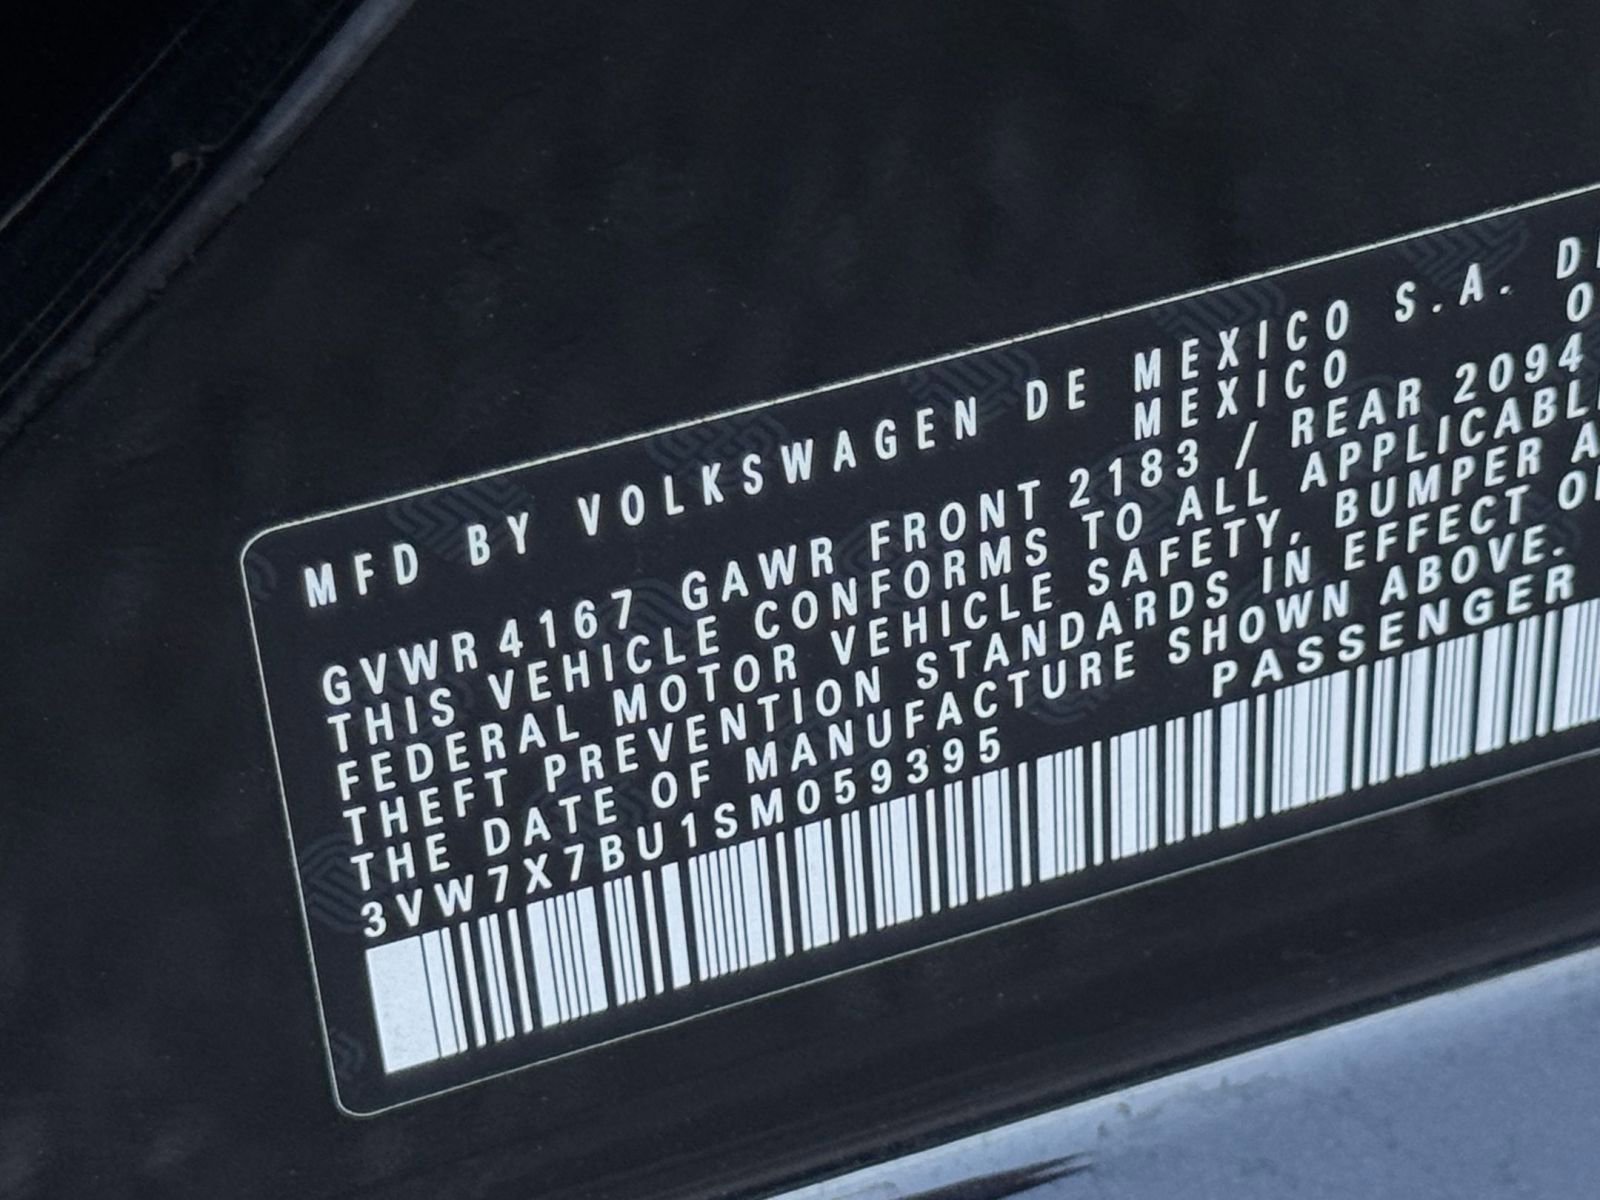 MFD BY VOLKSWAGEN DE MEXICO S.A. D
MEXICO O
GVWR 4167 GAWR FRONT 2183 / REAR 2094
THIS VEHICLE CONFORMS TO ALL APPLICABL
FEDERAL MOTOR VEHICLE SAFETY, BUMPER A
THEFT PREVENTION STANDARDS IN EFFECT O
THE DATE OF MANUFACTURE SHOWN ABOVE.
3VW7X7BU1SM059395 PASSENGER